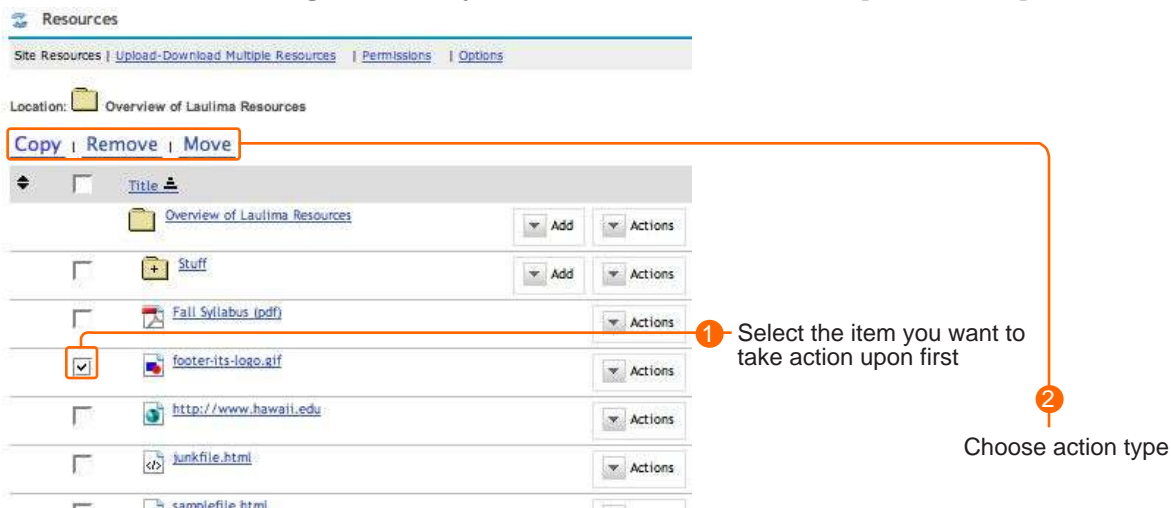 Resources
Site Resources | Upload-Download Multiple Resources | Permissions | Options
Location: Overview of Laulima Resources
Copy | Remove | Move
Title
Overview of Laulima Resources Add Actions
Stuff Add Actions
Fall Syllabus (pdf) Actions
1 Select the item you want to
take action upon first
footer-its-logo.gif Actions
http://www.hawaii.edu Actions
2
Choose action type
junkfile.html Actions
samplefile.html